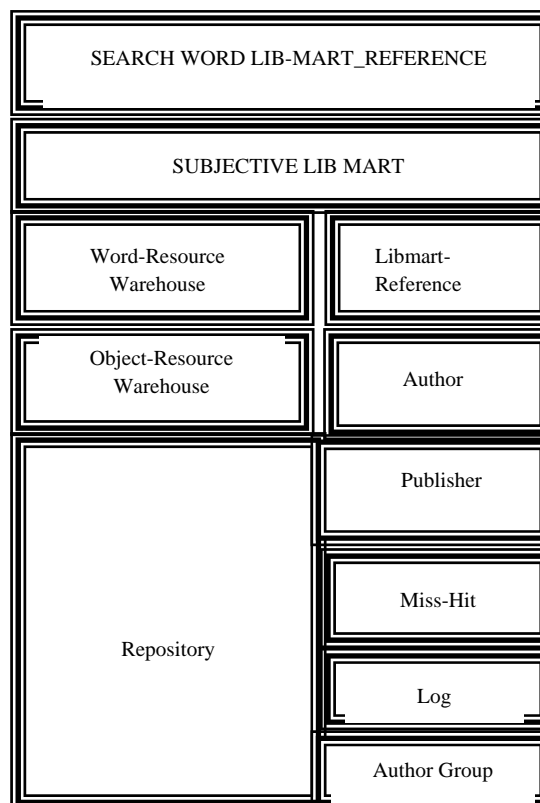 SEARCH WORD LIB-MART_REFERENCE
SUBJECTIVE LIB MART
Word-Resource
Warehouse
Libmart-
Reference
Object-Resource
Warehouse
Author
Publisher
Miss-Hit
Repository
Log
Author Group